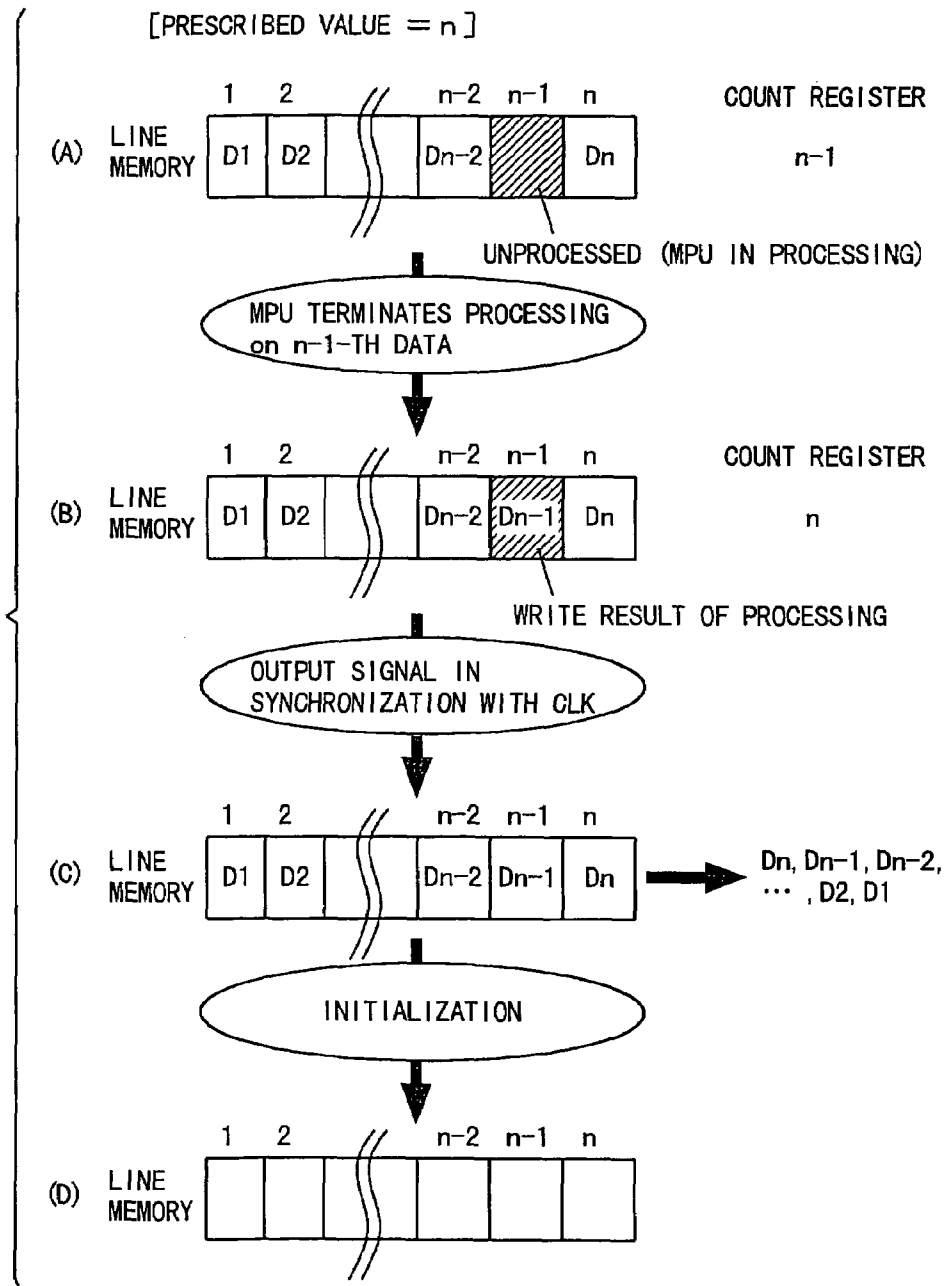 [PRESCRIBED VALUE = n]
1 2 n-2 n-1 n COUNT REGISTER
(A) LINE MEMORY D1 D2 Dn-2 Dn n-1
UNPROCESSED (MPU IN PROCESSING)
MPU TERMINATES PROCESSING
on n-1-TH DATA
1 2 n-2 n-1 n COUNT REGISTER
(B) LINE MEMORY D1 D2 Dn-2 Dn-1 Dn n
WRITE RESULT OF PROCESSING
OUTPUT SIGNAL IN
SYNCHRONIZATION WITH CLK
1 2 n-2 n-1 n
(C) LINE MEMORY D1 D2 Dn-2 Dn-1 Dn
Dn, Dn-1, Dn-2,
··· , D2, D1
INITIALIZATION
1 2 n-2 n-1 n
(D) LINE MEMORY